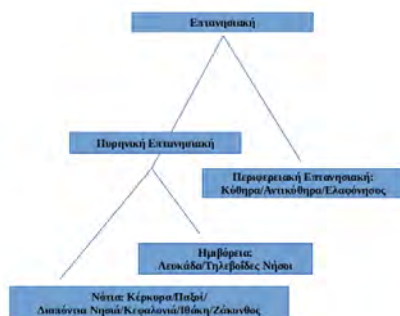 Επτανησιακή
Πυρηνική Επτανησιακή
Περιφερειακή Επτανησιακή:
Κύθηρα/Αντικύθηρα/Ελαφόνησος
Ημιβόρεια:
Λευκάδα/Τηλεβοΐδες Νήσοι
Νότια: Κέρκυρα/Παξοί/
Διαπόντια Νησιά/Κεφαλονιά/Ιθάκη/Ζάκυνθος